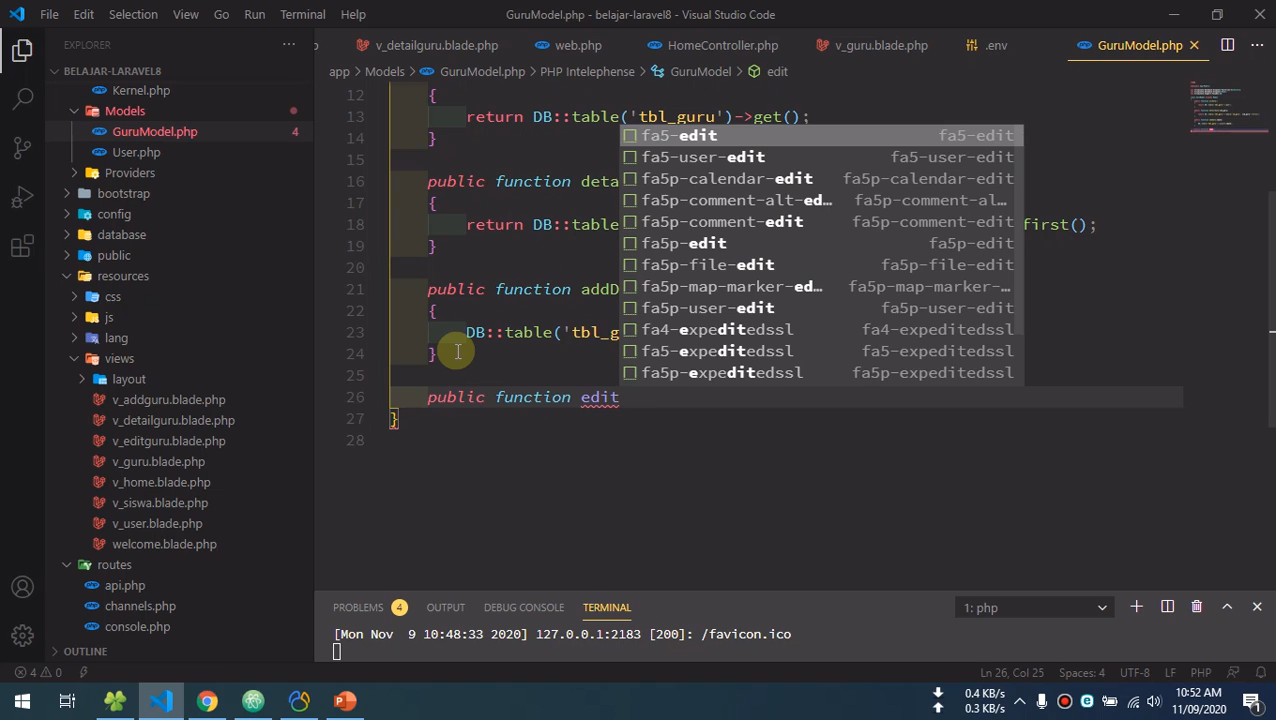 File Edit Selection View Go Run Terminal Help GuruModel.php - belajar-laravel8 - Visual Studio Code
EXPLORER
v_detailguru.blade.php web.php HomeController.php v_guru.blade.php .env GuruModel.php
BELAJAR-LARAVEL8
app > Models > GuruModel.php > PHP Intelephense > GuruModel > edit
Kernel.php
Models
GuruModel.php 4
User.php
Providers
bootstrap
config
database
public
resources
css
js
lang
views
layout
v_addguru.blade.php
v_detailguru.blade.php
v_editguru.blade.php
v_guru.blade.php
v_home.blade.php
v_siswa.blade.php
v_user.blade.php
welcome.blade.php
routes
api.php
channels.php
console.php
OUTLINE
12 {
13 return DB::table('tbl_guru')->get();
14 }
15
16 public function deta
17 {
18 return DB::table first();
19 }
20
21 public function addD
22 {
23 DB::table('tbl_g
24 }
25
26 public function edit
27 }
28
fa5-edit fa5-edit
fa5-user-edit fa5-user-edit
fa5p-calendar-edit fa5p-calendar-edit
fa5p-comment-alt-ed… fa5p-comment-al…
fa5p-comment-edit fa5p-comment-edit
fa5p-edit fa5p-edit
fa5p-file-edit fa5p-file-edit
fa5p-map-marker-ed… fa5p-map-marker-…
fa5p-user-edit fa5p-user-edit
fa4-expeditedssl fa4-expeditedssl
fa5-expeditedssl fa5-expeditedssl
fa5p-expeditedssl fa5p-expeditedssl
PROBLEMS 4 OUTPUT DEBUG CONSOLE TERMINAL 1: php
[Mon Nov  9 10:48:33 2020] 127.0.0.1:2183 [200]: /favicon.ico
4 0 Ln 26, Col 25 Spaces: 4 UTF-8 LF PHP
0.4 KB/s
0.3 KB/s
10:52 AM
11/09/2020
1